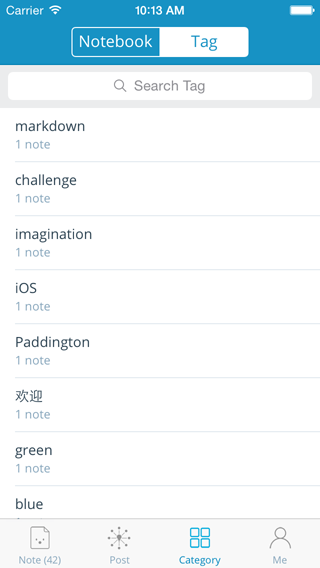 Carrier 10:13 AM
Notebook Tag
Search Tag
markdown
1 note
challenge
1 note
imagination
1 note
iOS
1 note
Paddington
1 note
欢迎
1 note
green
1 note
blue
Note (42) Post Category Me